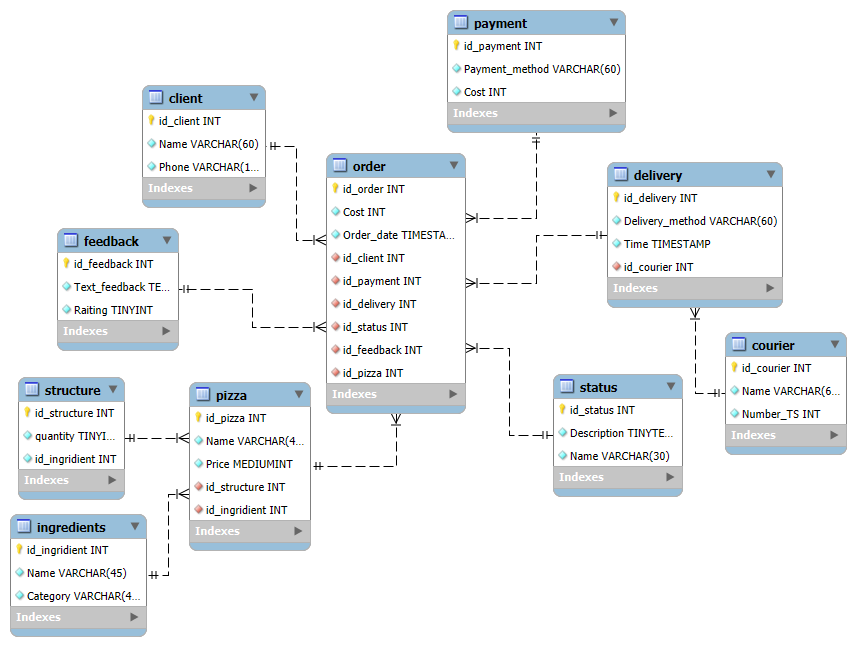 payment
id_payment INT
Payment_method VARCHAR(60)
Cost INT
Indexes
client
id_client INT
Name VARCHAR(60)
Phone VARCHAR(1...
Indexes
order
id_order INT
Cost INT
Order_date TIMESTA...
id_client INT
id_payment INT
id_delivery INT
id_status INT
id_feedback INT
id_pizza INT
Indexes
delivery
id_delivery INT
Delivery_method VARCHAR(60)
Time TIMESTAMP
id_courier INT
Indexes
feedback
id_feedback INT
Text_feedback TE...
Raiting TINYINT
Indexes
courier
id_courier INT
Name VARCHAR(6...
Number_TS INT
Indexes
structure
id_structure INT
quantity TINYI...
id_ingridient INT
Indexes
pizza
id_pizza INT
Name VARCHAR(4...
Price MEDIUMINT
id_structure INT
id_ingridient INT
Indexes
status
id_status INT
Description TINYTE...
Name VARCHAR(30)
Indexes
ingredients
id_ingridient INT
Name VARCHAR(45)
Category VARCHAR(4...
Indexes